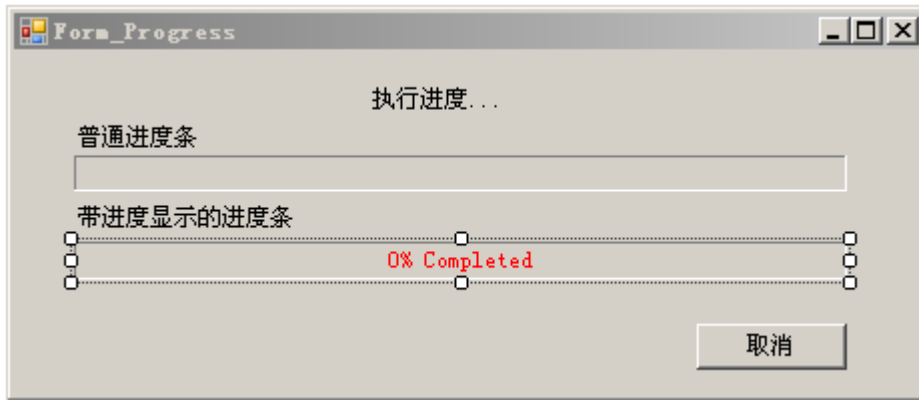 Form_Progress
执行进度...
普通进度条
带进度显示的进度条
0% Completed
取消